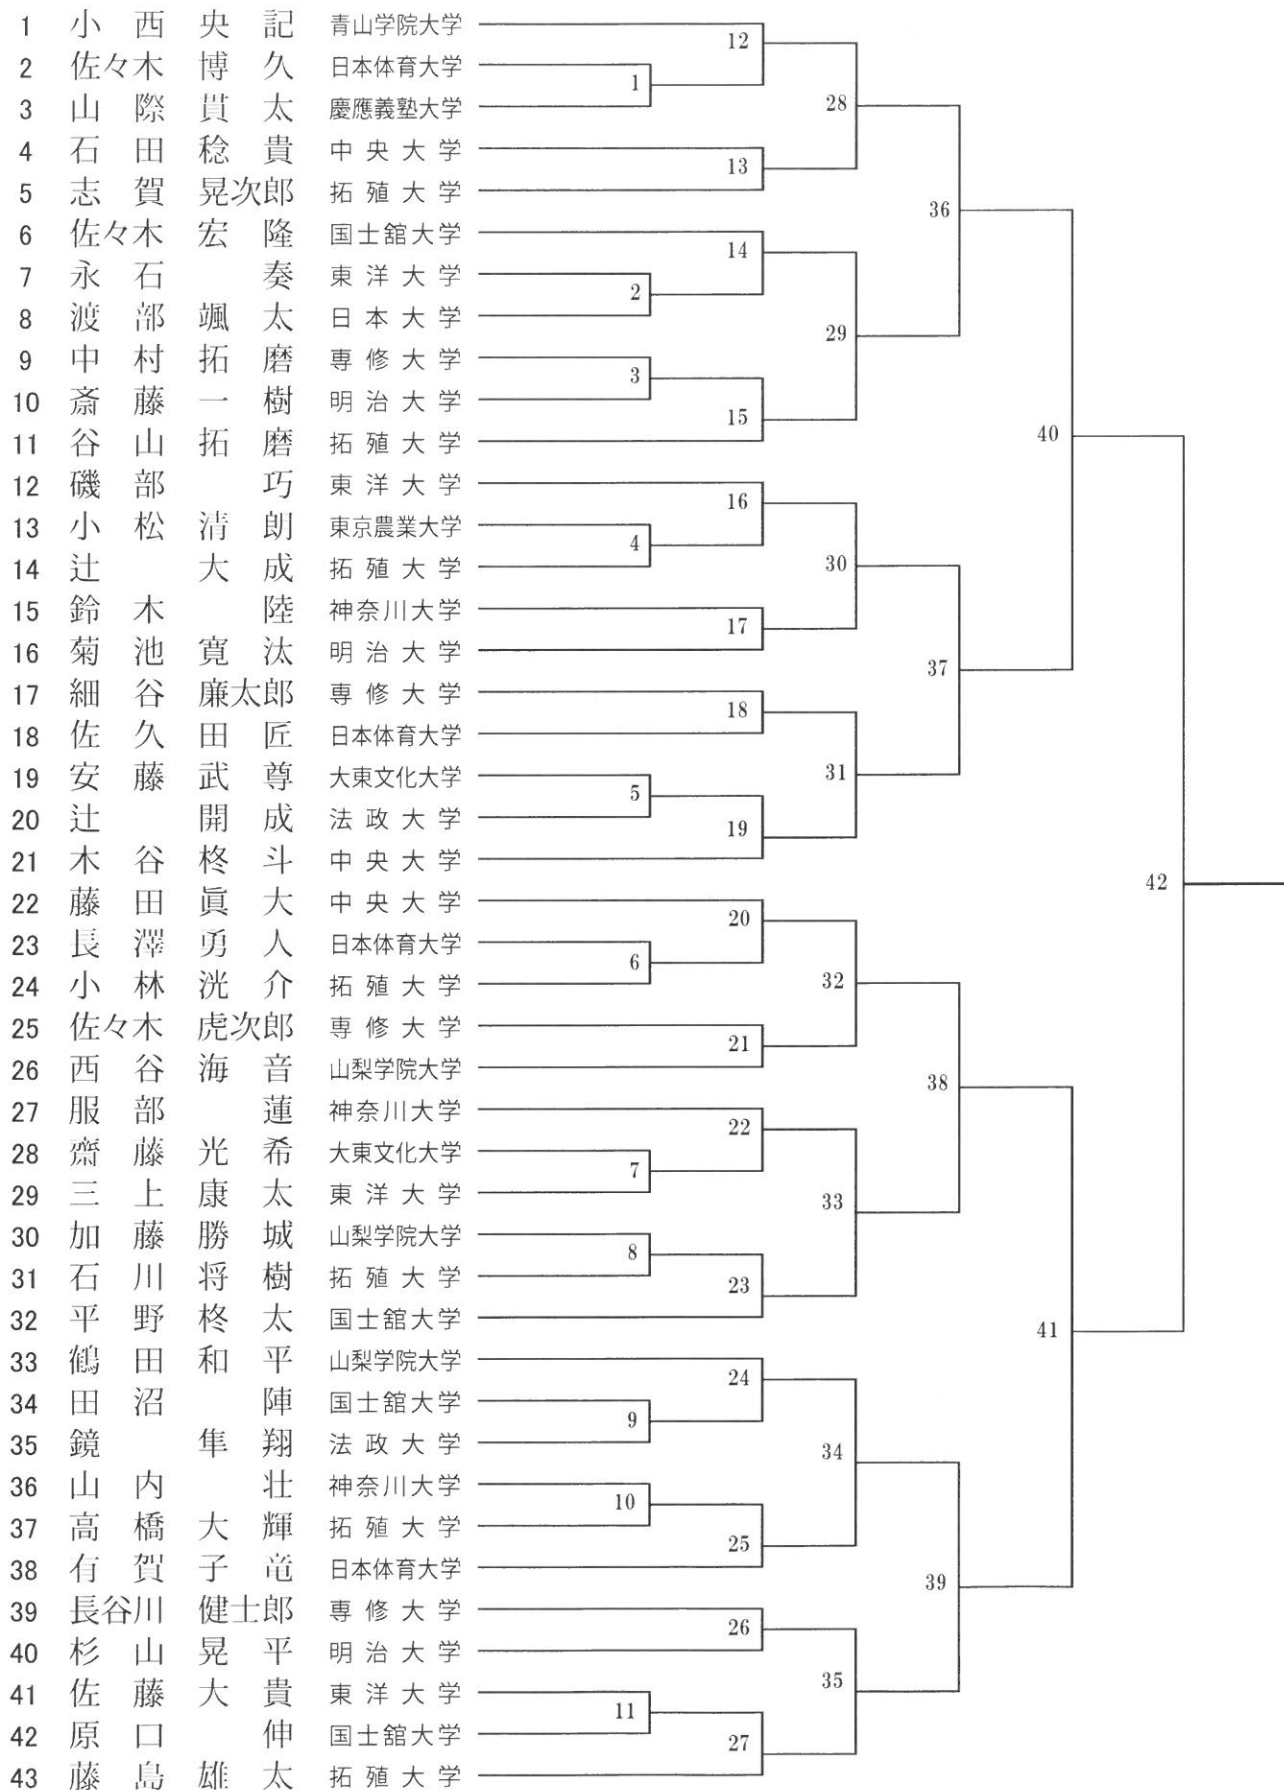 1 小西央記 青山学院大学 12
2 佐々木博久 日本体育大学 1
3 山際貫太 慶應義塾大学 28
4 石田稔貴 中央大学 13
5 志賀晃次郎 拓殖大学 36
6 佐々木宏隆 国士舘大学 14
7 永石奏 東洋大学 2
8 渡部颯太 日本大学 29
9 中村拓磨 専修大学 3
10 斎藤一樹 明治大学 15
11 谷山拓磨 拓殖大学 40
12 磯部巧 東洋大学 16
13 小松清朗 東京農業大学 4
14 辻大成 拓殖大学 30
15 鈴木陸 神奈川大学 17
16 菊池寛汰 明治大学 37
17 細谷廉太郎 専修大学 18
18 佐久田匠 日本体育大学
19 安藤武尊 大東文化大学 5 31
20 辻開成 法政大学 19
21 木谷柊斗 中央大学 42
22 藤田眞大 中央大学 20
23 長澤勇人 日本体育大学 6
24 小林洸介 拓殖大学 32
25 佐々木虎次郎 専修大学 21
26 西谷海音 山梨学院大学 38
27 服部蓮 神奈川大学 22
28 齋藤光希 大東文化大学 7
29 三上康太 東洋大学 33
30 加藤勝城 山梨学院大学 8
31 石川将樹 拓殖大学 23
32 平野柊太 国士舘大学 41
33 鶴田和平 山梨学院大学 24
34 田沼陣 国士舘大学 9
35 鏡隼翔 法政大学 34
36 山内壮 神奈川大学 10
37 高橋大輝 拓殖大学 25
38 有賀子竜 日本体育大学 39
39 長谷川健士郎 専修大学 26
40 杉山晃平 明治大学
41 佐藤大貴 東洋大学 11 35
42 原口伸 国士舘大学 27
43 藤島雄太 拓殖大学